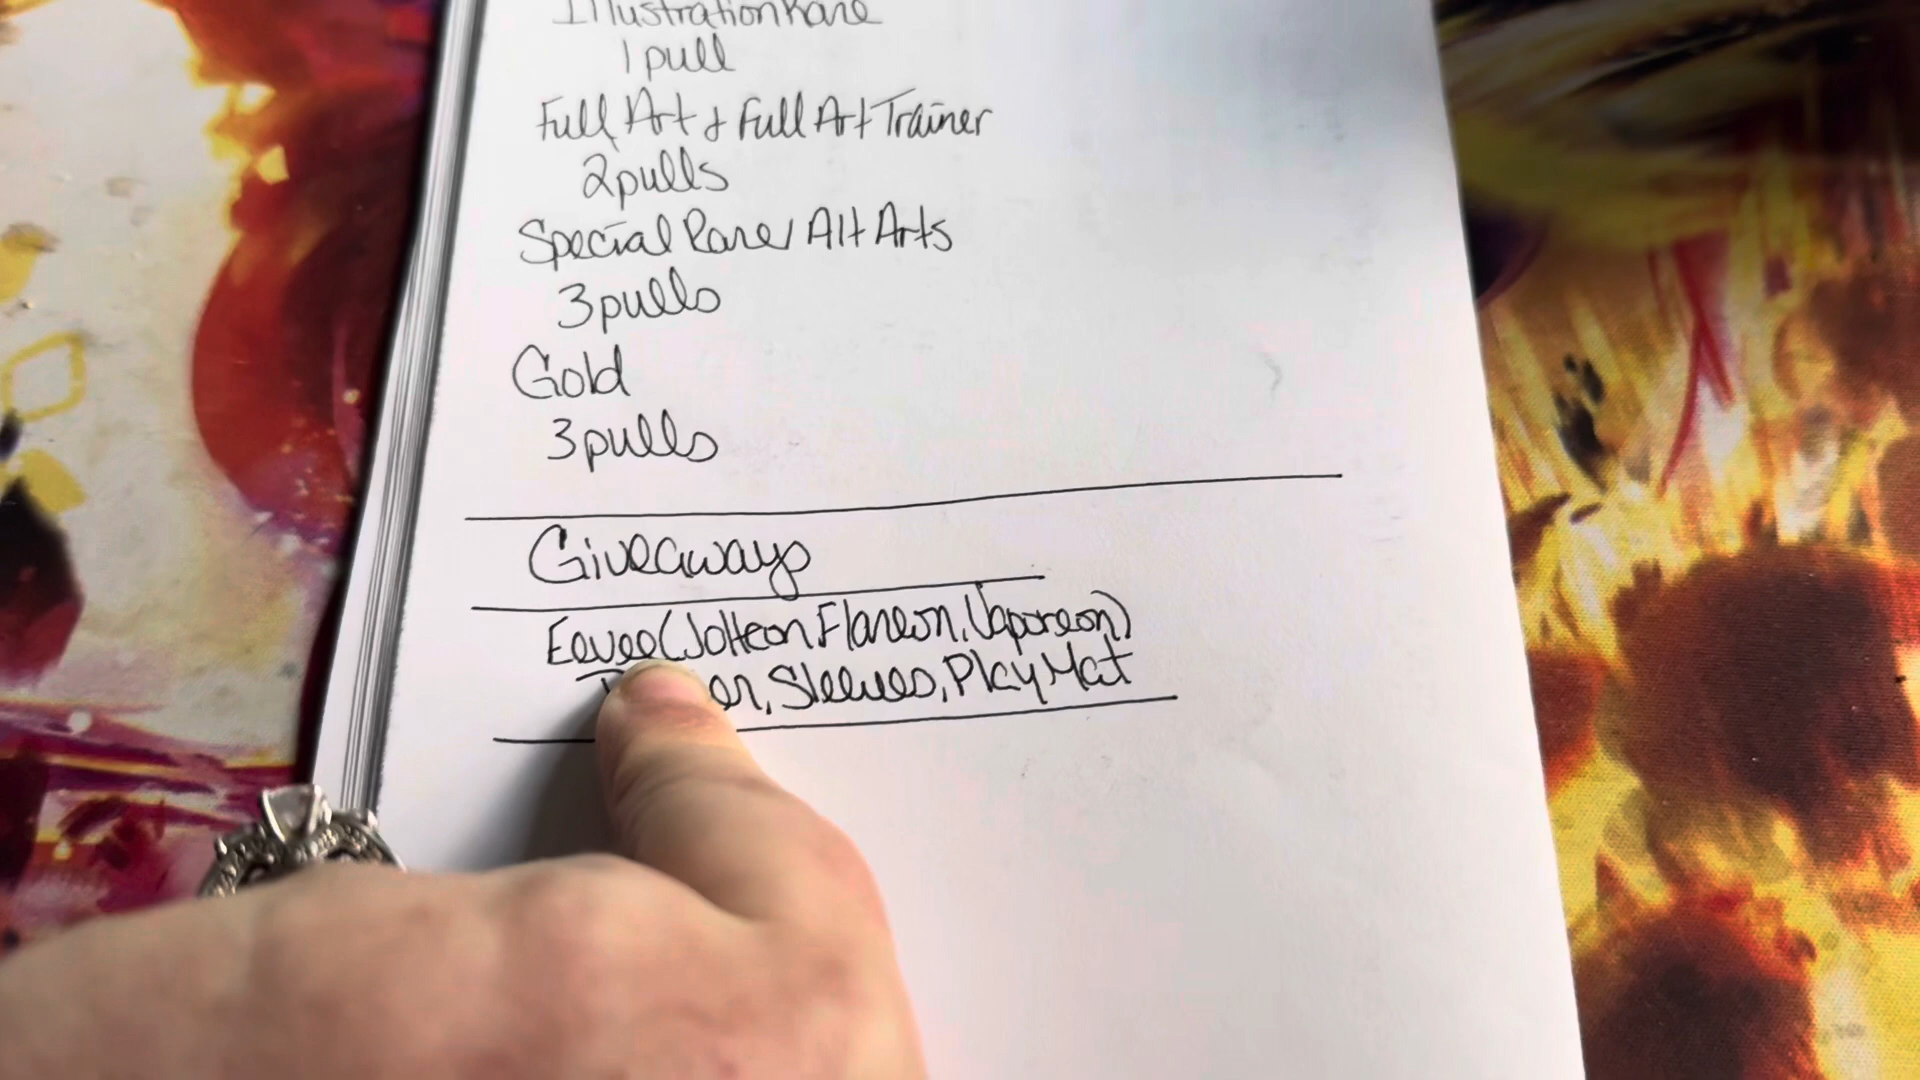 Illustration Rare
1 pull
Full Art & Full Art Trainer
2 pulls
Special Rare/Alt Arts
3 pulls
Gold
3 pulls
Giveaways
Eevee (Jolteon Flareon, Vaporeon)
Sleeves, Play Mat